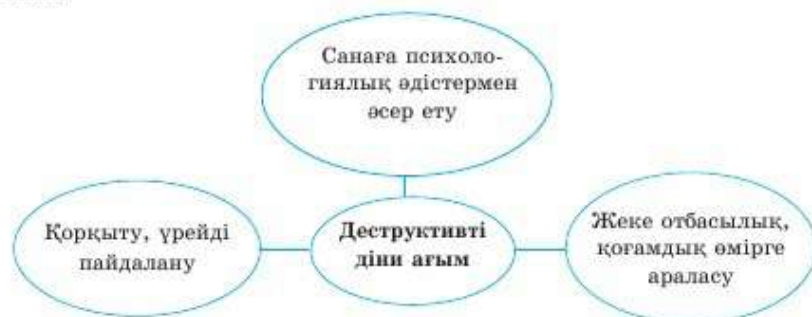 Санаға психоло-
гиялық әдістермен
әсер ету
Қорқыту, үрейді
пайдалану
Деструктивті
діни ағым
Жеке отбасылық,
қоғамдық өмірге
араласу